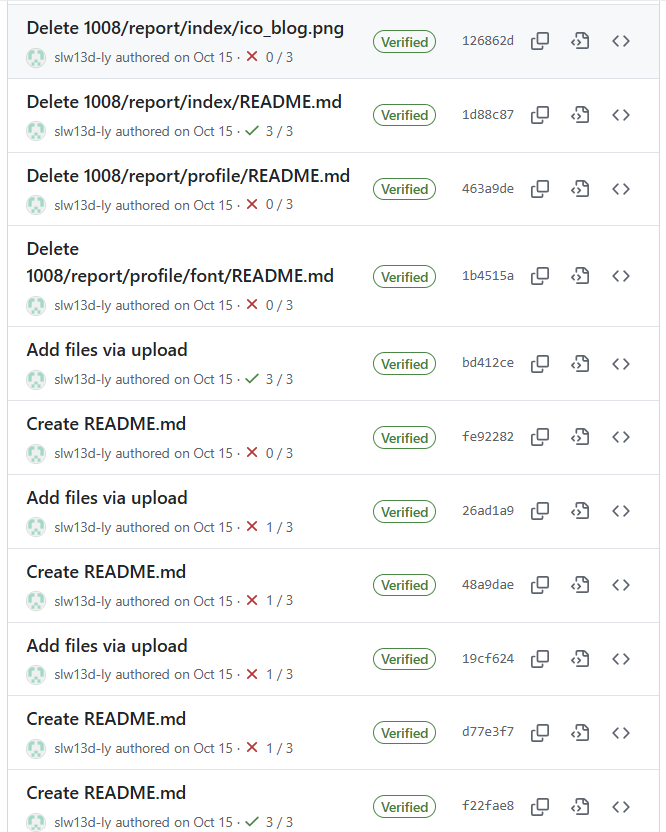 Delete 1008/report/index/ico_blog.png
slw13d-ly authored on Oct 15 · 0 / 3
Verified
126862d
Delete 1008/report/index/README.md
slw13d-ly authored on Oct 15 · 3 / 3
Verified
1d88c87
Delete 1008/report/profile/README.md
slw13d-ly authored on Oct 15 · 0 / 3
Verified
463a9de
Delete
1008/report/profile/font/README.md
slw13d-ly authored on Oct 15 · 0 / 3
Verified
1b4515a
Add files via upload
slw13d-ly authored on Oct 15 · 3 / 3
Verified
bd412ce
Create README.md
slw13d-ly authored on Oct 15 · 0 / 3
Verified
fe92282
Add files via upload
slw13d-ly authored on Oct 15 · 1 / 3
Verified
26ad1a9
Create README.md
slw13d-ly authored on Oct 15 · 1 / 3
Verified
48a9dae
Add files via upload
slw13d-ly authored on Oct 15 · 1 / 3
Verified
19cf624
Create README.md
slw13d-ly authored on Oct 15 · 1 / 3
Verified
d77e3f7
Create README.md
slw13d-ly authored on Oct 15 · 3 / 3
Verified
f22fae8